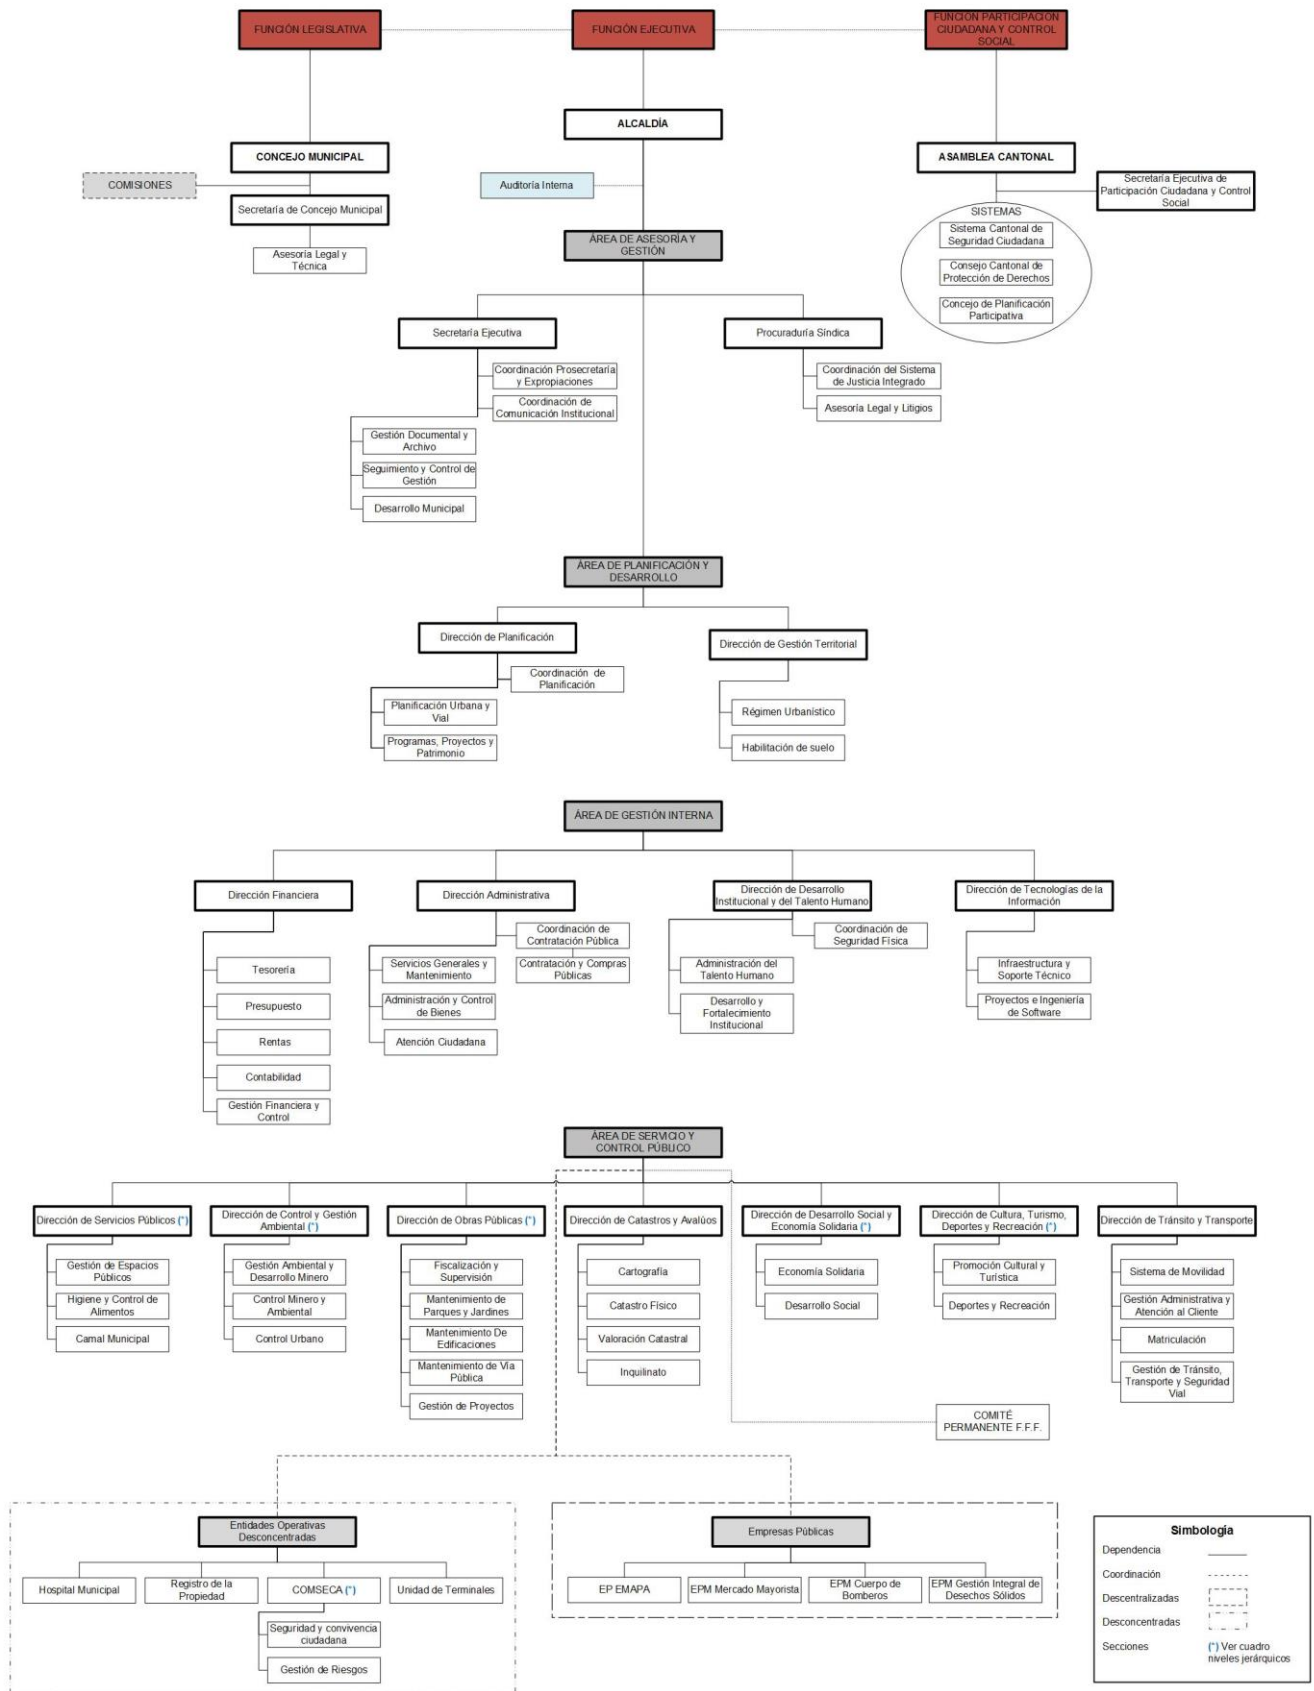 FUNCIÓN LEGISLATIVA
FUNCIÓN EJECUTIVA
FUNCIÓN PARTICIPACIÓN
CIUDADANA Y CONTROL
SOCIAL
ALCALDÍA
CONCEJO MUNICIPAL
ASAMBLEA CANTONAL
COMISIONES
Auditoría Interna
Secretaría Ejecutiva de
Participación Ciudadana y Control
Social
Secretaría de Concejo Municipal
SISTEMAS
Sistema Cantonal de
Seguridad Ciudadana
Asesoría Legal y
Técnica
ÁREA DE ASESORÍA Y
GESTIÓN
Consejo Cantonal de
Protección de Derechos
Concejo de Planificación
Participativa
Secretaría Ejecutiva
Procuraduría Síndica
Coordinación Prosecretaría
y Expropiaciones
Coordinación de
Comunicación Institucional
Coordinación del Sistema
de Justicia Integrado
Asesoría Legal y Litigios
Gestión Documental y
Archivo
Seguimiento y Control de
Gestión
Desarrollo Municipal
ÁREA DE PLANIFICACIÓN Y
DESARROLLO
Dirección de Planificación
Dirección de Gestión Territorial
Coordinación de
Planificación
Planificación Urbana y
Vial
Programas, Proyectos y
Patrimonio
Régimen Urbanístico
Habilitación de suelo
ÁREA DE GESTIÓN INTERNA
Dirección Financiera
Dirección Administrativa
Dirección de Desarrollo
Institucional y del Talento Humano
Dirección de Tecnologías de la
Información
Tesorería
Presupuesto
Rentas
Contabilidad
Gestión Financiera y
Control
Coordinación de
Contratación Pública
Contratación y Compras
Públicas
Servicios Generales y
Mantenimiento
Administración y Control
de Bienes
Atención Ciudadana
Coordinación de
Seguridad Física
Administración del
Talento Humano
Desarrollo y
Fortalecimiento
Institucional
Infraestructura y
Soporte Técnico
Proyectos e Ingeniería
de Software
ÁREA DE SERVICIO Y
CONTROL PÚBLICO
Dirección de Servicios Públicos (*)
Dirección de Control y Gestión
Ambiental (*)
Dirección de Obras Públicas (*)
Dirección de Catastros y Avalúos
Dirección de Desarrollo Social y
Economía Solidaria (*)
Dirección de Cultura, Turismo,
Deportes y Recreación (*)
Dirección de Tránsito y Transporte
Gestión de Espacios
Públicos
Higiene y Control de
Alimentos
Camal Municipal
Gestión Ambiental y
Desarrollo Minero
Control Minero y
Ambiental
Control Urbano
Fiscalización y
Supervisión
Mantenimiento de
Parques y Jardines
Mantenimiento De
Edificaciones
Mantenimiento de Vía
Pública
Gestión de Proyectos
Cartografía
Catastro Físico
Valoración Catastral
Inquilinato
Economía Solidaria
Desarrollo Social
Promoción Cultural y
Turística
Deportes y Recreación
Sistema de Movilidad
Gestión Administrativa y
Atención al Cliente
Matriculación
Gestión de Tránsito,
Transporte y Seguridad
Vial
COMITÉ
PERMANENTE F.F.F.
Entidades Operativas
Desconcentradas
Hospital Municipal
Registro de la
Propiedad
COMSECA (*)
Unidad de Terminales
Seguridad y convivencia
ciudadana
Gestión de Riesgos
Empresas Públicas
EP EMAPA
EPM Mercado Mayorista
EPM Cuerpo de
Bomberos
EPM Gestión Integral de
Desechos Sólidos
Simbología
Dependencia
Coordinación
Descentralizadas
Desconcentradas
Secciones (*) Ver cuadro
niveles jerárquicos